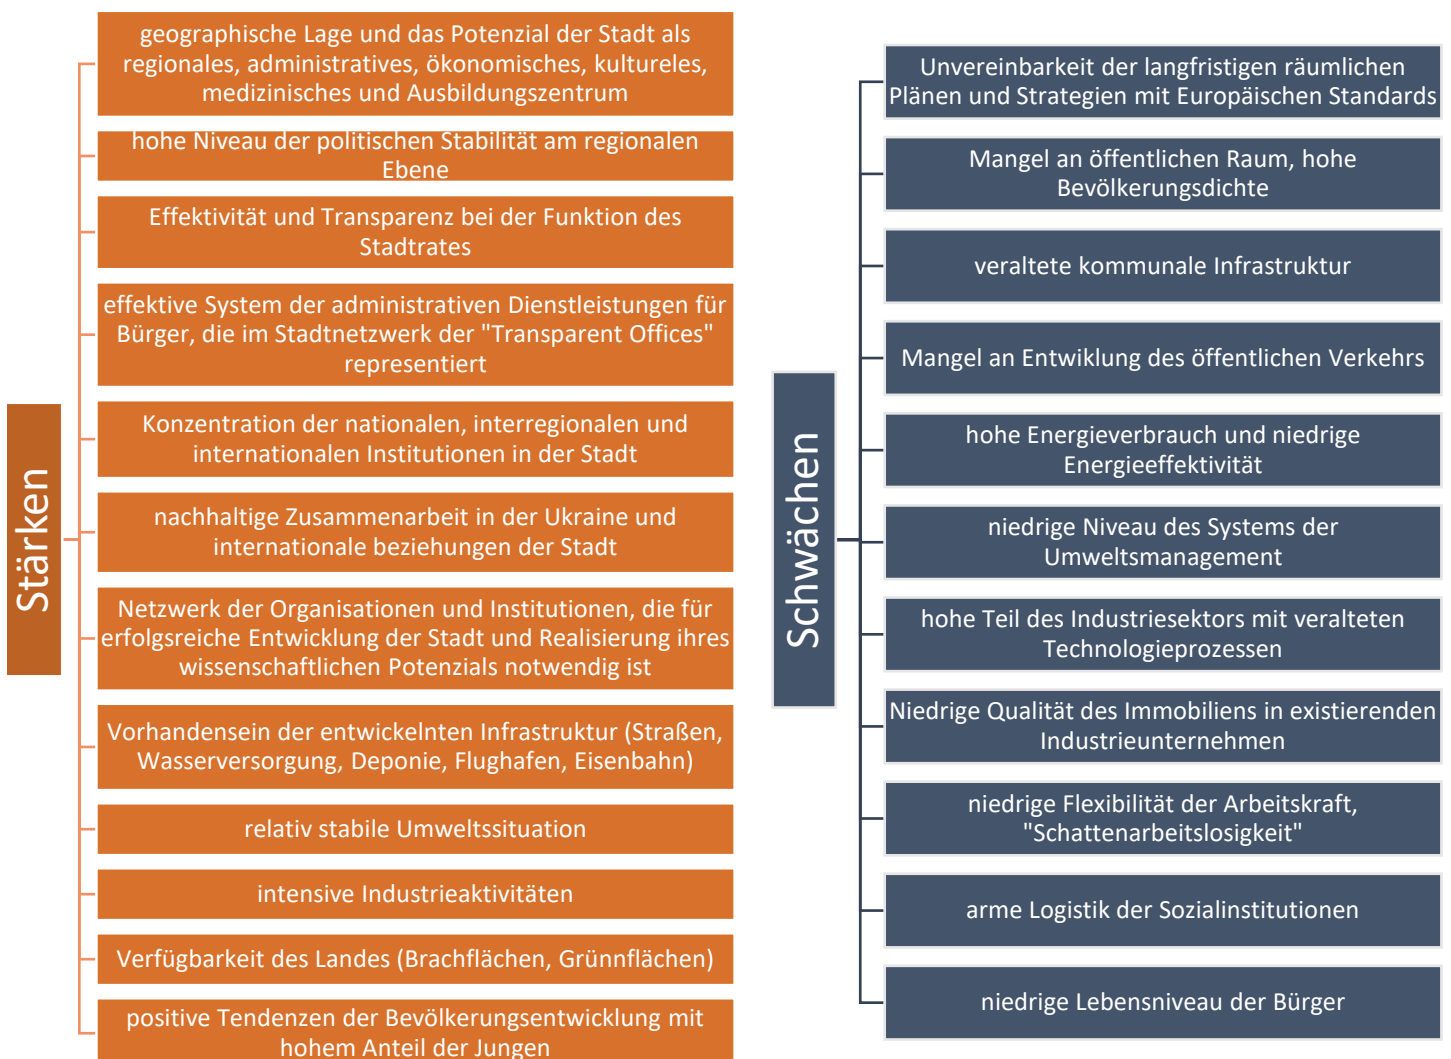 Stärken
geographische Lage und das Potenzial der Stadt als
regionales, administratives, ökonomisches, kultureles,
medizinisches und Ausbildungszentrum
hohe Niveau der politischen Stabilität am regionalen
Ebene
Effektivität und Transparenz bei der Funktion des
Stadtrates
effektive System der administrativen Dienstleistungen für
Bürger, die im Stadtnetzwerk der "Transparent Offices"
representiert
Konzentration der nationalen, interregionalen und
internationalen Institutionen in der Stadt
nachhaltige Zusammenarbeit in der Ukraine und
internationale beziehungen der Stadt
Netzwerk der Organisationen und Institutionen, die für
erfolgsreiche Entwicklung der Stadt und Realisierung ihres
wissenschaftlichen Potenzials notwendig ist
Vorhandensein der entwickelnten Infrastruktur (Straßen,
Wasserversorgung, Deponie, Flughafen, Eisenbahn)
relativ stabile Umweltssituation
intensive Industrieaktivitäten
Verfügbarkeit des Landes (Brachflächen, Grünnflächen)
positive Tendenzen der Bevölkerungsentwicklung mit
hohem Anteil der Jungen
Schwächen
Unvereinbarkeit der langfristigen räumlichen
Plänen und Strategien mit Europäischen Standards
Mangel an öffentlichen Raum, hohe
Bevölkerungsdichte
veraltete kommunale Infrastruktur
Mangel an Entwiklung des öffentlichen Verkehrs
hohe Energieverbrauch und niedrige
Energieeffektivität
niedrige Niveau des Systems der
Umweltsmanagement
hohe Teil des Industriesektors mit veralteten
Technologieprozessen
Niedrige Qualität des Immobiliens in existierenden
Industrieunternehmen
niedrige Flexibilität der Arbeitskraft,
"Schattenarbeitslosigkeit"
arme Logistik der Sozialinstitutionen
niedrige Lebensniveau der Bürger